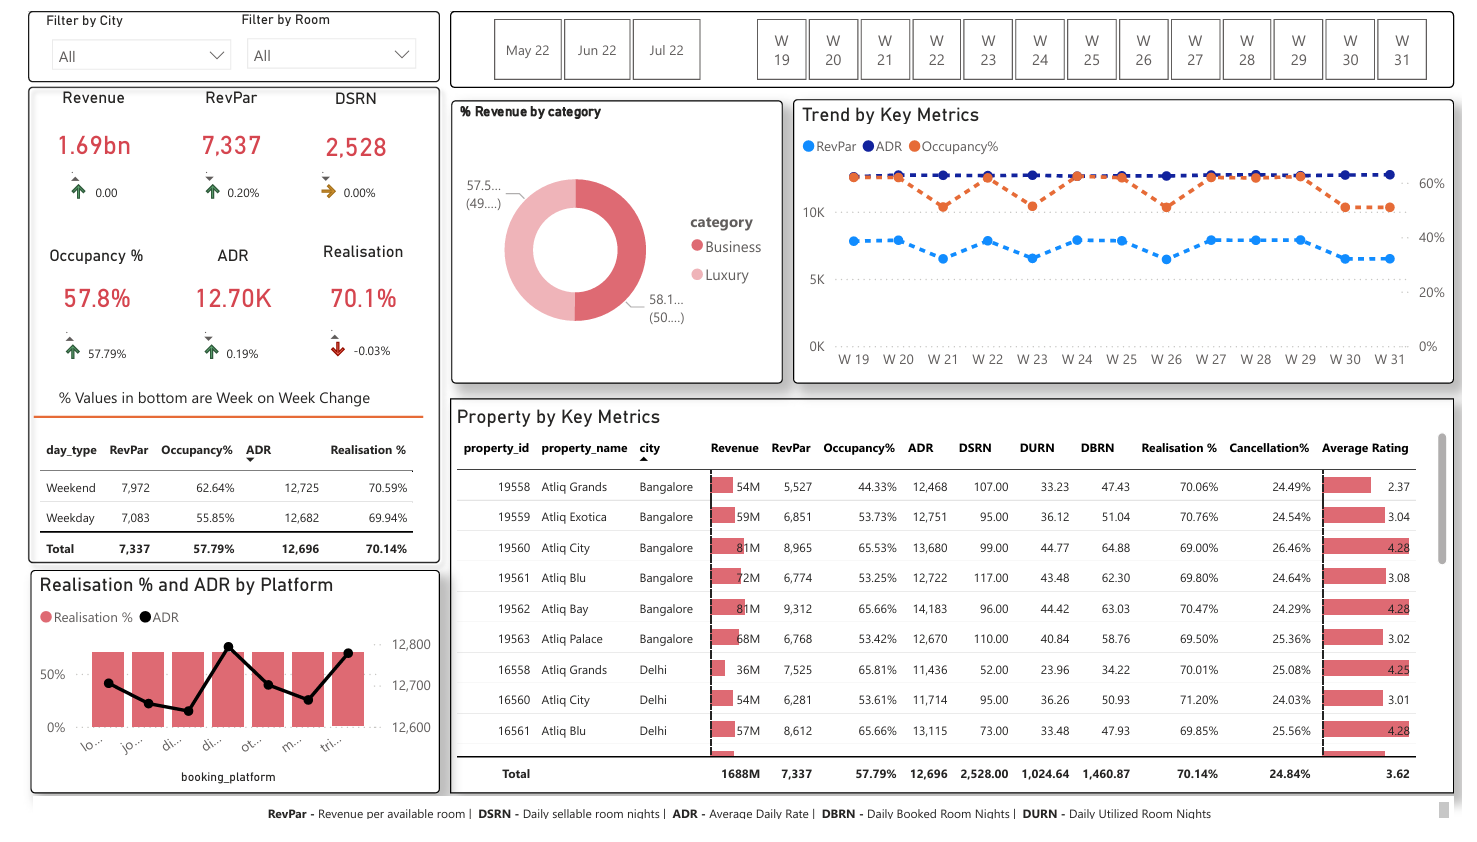 Filter by City
Filter by Room
All
All
May 22
Jun 22
Jul 22
W 19
W 20
W 21
W 22
W 23
W 24
W 25
W 26
W 27
W 28
W 29
W 30
W 31
Revenue RevPar DSRN
1.69bn 7,337 2,528
0.00 0.20% 0.00%
Occupancy % ADR Realisation
57.8% 12.70K 70.1%
57.79% 0.19% -0.03%
% Values in bottom are Week on Week Change
day_type RevPar Occupancy% ADR Realisation %
Weekend 7,972 62.64% 12,725 70.59%
Weekday 7,083 55.85% 12,682 69.94%
Total 7,337 57.79% 12,696 70.14%
Realisation % and ADR by Platform
Realisation % ADR
12,800
50%
12,700
0%
12,600
lo... jo... di... di... ot... m... tri...
booking_platform
% Revenue by category
57.5...
(49....)
category
Business
Luxury
58.1...
(50....)
Trend by Key Metrics
RevPar ADR Occupancy%
60%
10K
40%
5K
20%
0K
0%
W 19 W 20 W 21 W 22 W 23 W 24 W 25 W 26 W 27 W 28 W 29 W 30 W 31
Property by Key Metrics
property_id property_name city Revenue RevPar Occupancy% ADR DSRN DURN DBRN Realisation % Cancellation% Average Rating
19558 Atliq Grands Bangalore 54M 5,527 44.33% 12,468 107.00 33.23 47.43 70.06% 24.49% 2.37
19559 Atliq Exotica Bangalore 59M 6,851 53.73% 12,751 95.00 36.12 51.04 70.76% 24.54% 3.04
19560 Atliq City Bangalore 81M 8,965 65.53% 13,680 99.00 44.77 64.88 69.00% 26.46% 4.28
19561 Atliq Blu Bangalore 72M 6,774 53.25% 12,722 117.00 43.48 62.30 69.80% 24.64% 3.08
19562 Atliq Bay Bangalore 81M 9,312 65.66% 14,183 96.00 44.42 63.03 70.47% 24.29% 4.28
19563 Atliq Palace Bangalore 68M 6,768 53.42% 12,670 110.00 40.84 58.76 69.50% 25.36% 3.02
16558 Atliq Grands Delhi 36M 7,525 65.81% 11,436 52.00 23.96 34.22 70.01% 25.08% 4.25
16560 Atliq City Delhi 54M 6,281 53.61% 11,714 95.00 36.26 50.93 71.20% 24.03% 3.01
16561 Atliq Blu Delhi 57M 8,612 65.66% 13,115 73.00 33.48 47.93 69.85% 25.56% 4.28
Total 1688M 7,337 57.79% 12,696 2,528.00 1,024.64 1,460.87 70.14% 24.84% 3.62
RevPar - Revenue per available room | DSRN - Daily sellable room nights | ADR - Average Daily Rate | DBRN - Daily Booked Room Nights | DURN - Daily Utilized Room Nights